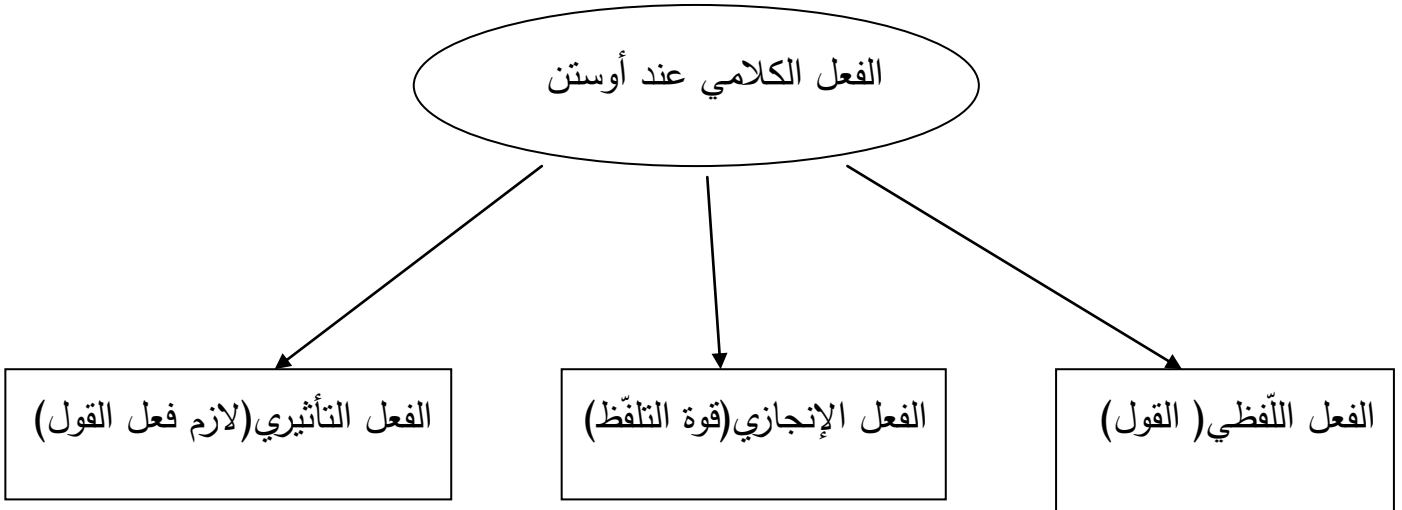 الفعل الكلامي عند أوستن
الفعل اللّفظي( القول)
الفعل الإنجازي(قوة التلفّظ)
الفعل التأثيري(لازم فعل القول)